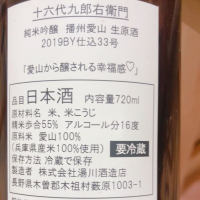 十六代九郎右衛門
純米吟醸 播州愛山 生原酒
2019BY仕込33号
「愛山から醸される幸福感♡」
品目 日本酒 内容量720ml
原材料名 米、米こうじ
精米歩合55% アルコール分16度
原料米 愛山100%
(兵庫県産米100%使用) 要冷蔵
保存方法 冷蔵で保存
製造者 株式会社湯川酒造店
長野県木曽郡木祖村薮原1003-1